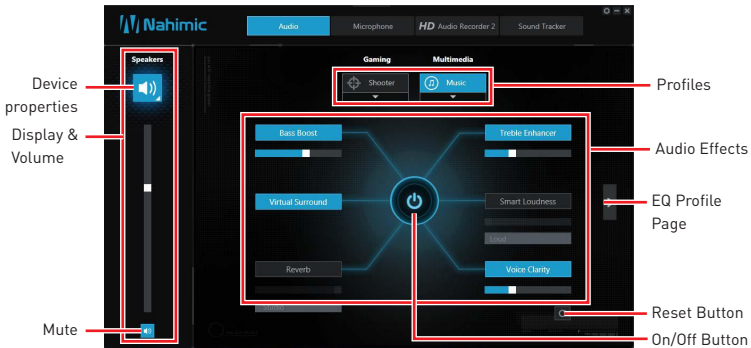 Nahimic
Audio
Microphone
HD Audio Recorder 2
Sound Tracker
Speakers
Gaming
Multimedia
Shooter
Music
Device
properties
Display &
Volume
Mute
Bass Boost
Treble Enhancer
Virtual Surround
Smart Loudness
Loud
Reverb
Studio
Voice Clarity
Profiles
Audio Effects
EQ Profile
Page
Reset Button
On/Off Button